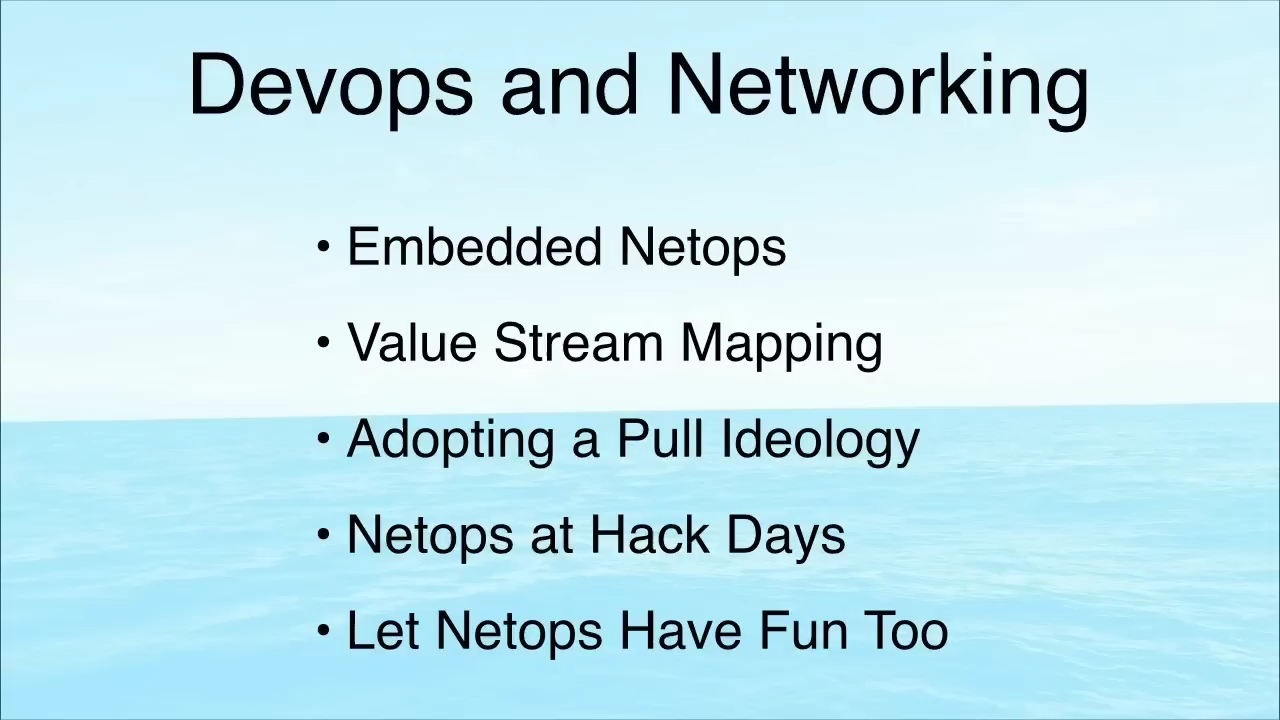 Devops and Networking
• Embedded Netops
• Value Stream Mapping
• Adopting a Pull Ideology
• Netops at Hack Days
• Let Netops Have Fun Too